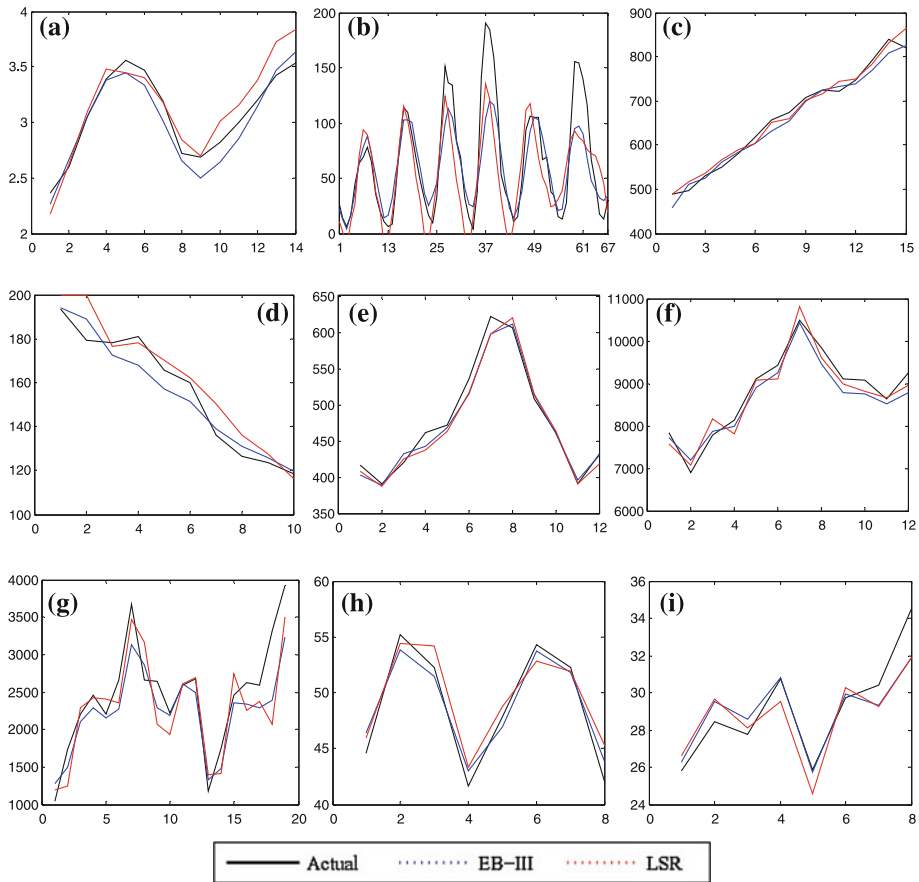 (a)
4
3.5
3
2.5
2
0 2 4 6 8 10 12 14
(b)
200
150
100
50
0
1 13 25 37 49 61 67
(c)
900
800
700
600
500
400
0 3 6 9 12 15
(d)
200
180
160
140
120
100
0 2 4 6 8 10
(e)
650
600
550
500
450
400
350
0 2 4 6 8 10 12
(f)
11000
10000
9000
8000
7000
6000
0 2 4 6 8 10 12
(g)
4000
3500
3000
2500
2000
1500
1000
0 5 10 15 20
(h)
60
55
50
45
40
0 2 4 6 8
(i)
36
34
32
30
28
26
24
0 2 4 6 8
Actual EB-III LSR